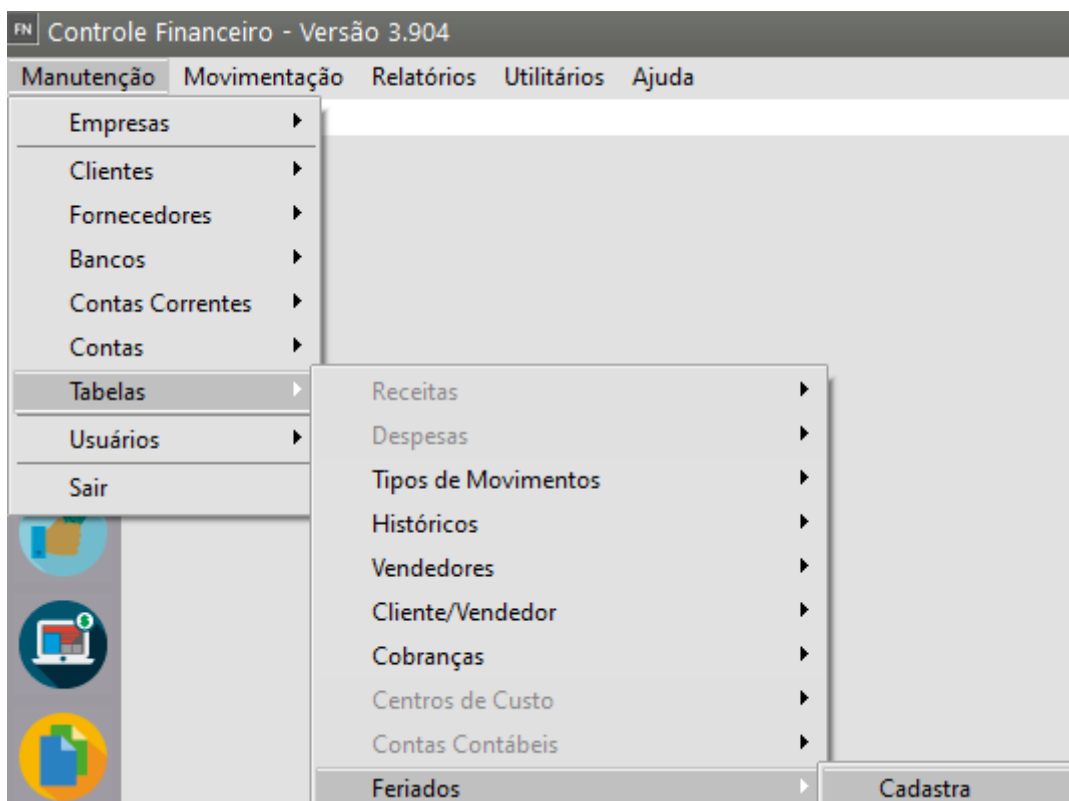 FN Controle Financeiro - Versão 3.904
Manutenção Movimentação Relatórios Utilitários Ajuda
Empresas
Clientes
Fornecedores
Bancos
Contas Correntes
Contas
Tabelas
Usuários
Sair
Receitas
Despesas
Tipos de Movimentos
Históricos
Vendedores
Cliente/Vendedor
Cobranças
Centros de Custo
Contas Contábeis
Feriados
Cadastra